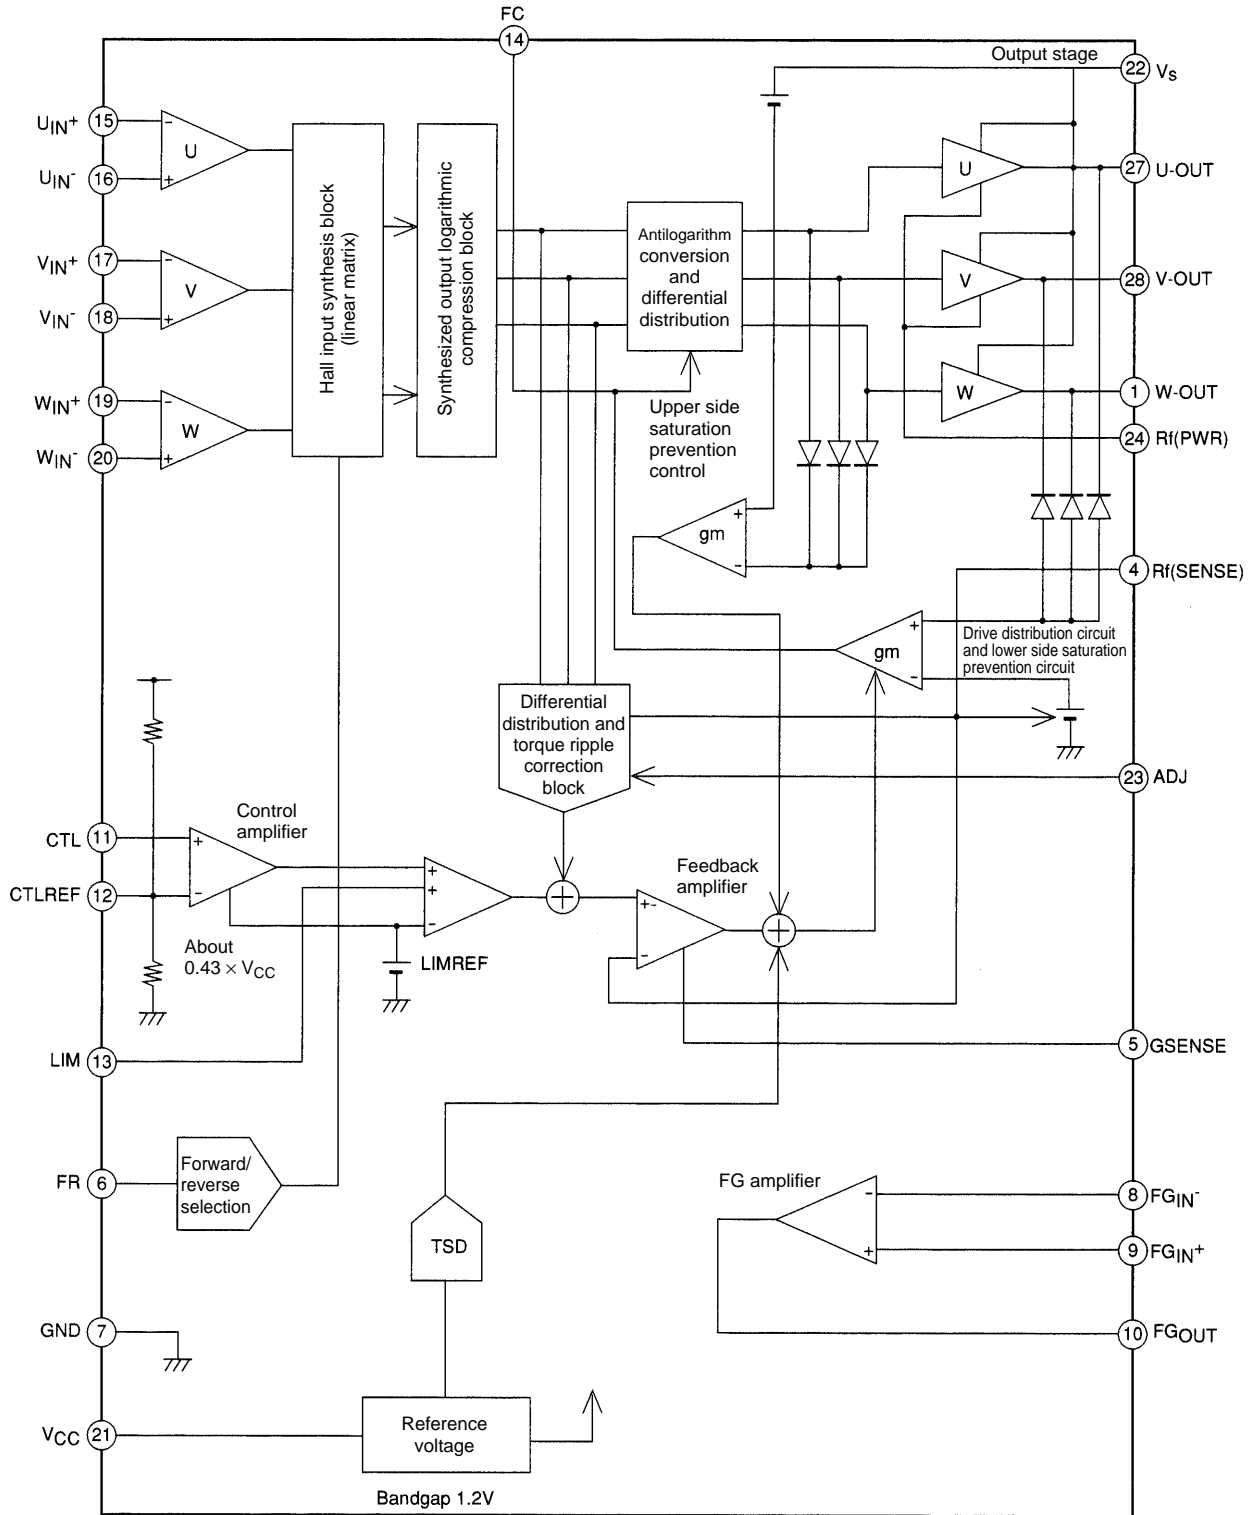 FC
14
Output stage
22 Vs
UIN+ 15
-
U
+
UIN- 16
VIN+ 17
-
V
+
VIN- 18
WIN+ 19
-
W
+
WIN- 20
Hall input synthesis block
(linear matrix)
Synthesized output logarithmic
compression block
Antilogarithm
conversion
and
differential
distribution
U
27 U-OUT
V
28 V-OUT
W
1 W-OUT
24 Rf(PWR)
Upper side
saturation
prevention
control
+
gm
-
4 Rf(SENSE)
+
gm
-
Drive distribution circuit
and lower side saturation
prevention circuit
Differential
distribution and
torque ripple
correction
block
23 ADJ
Control
amplifier
CTL 11
+
CTLREF 12
-
+
+
-
+
Feedback
amplifier
+-
-
+
About
0.43 × VCC
LIMREF
LIM 13
5 GSENSE
FR 6
Forward/
reverse
selection
TSD
FG amplifier
-
8 FGIN-
+
9 FGIN+
10 FGOUT
GND 7
VCC 21
Reference
voltage
Bandgap 1.2V